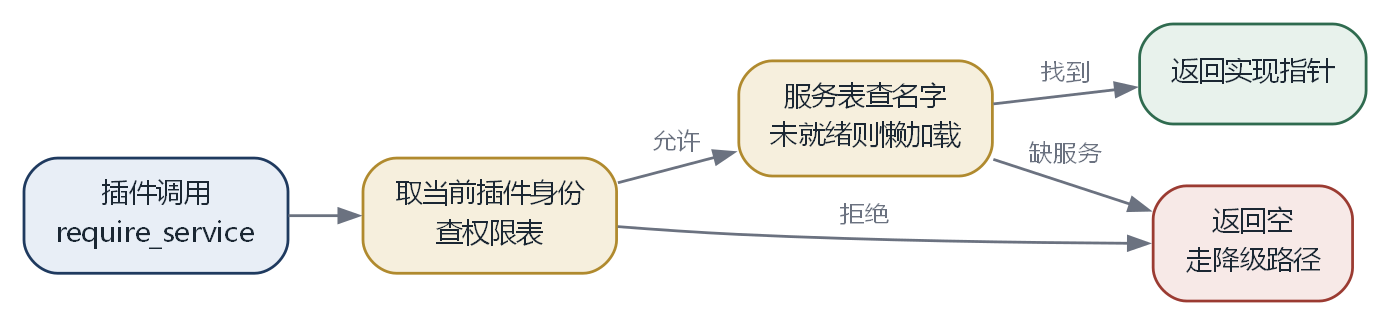 插件调用
require_service
取当前插件身份
查权限表
允许
拒绝
服务表查名字
未就绪则懒加载
找到
缺服务
返回实现指针
返回空
走降级路径